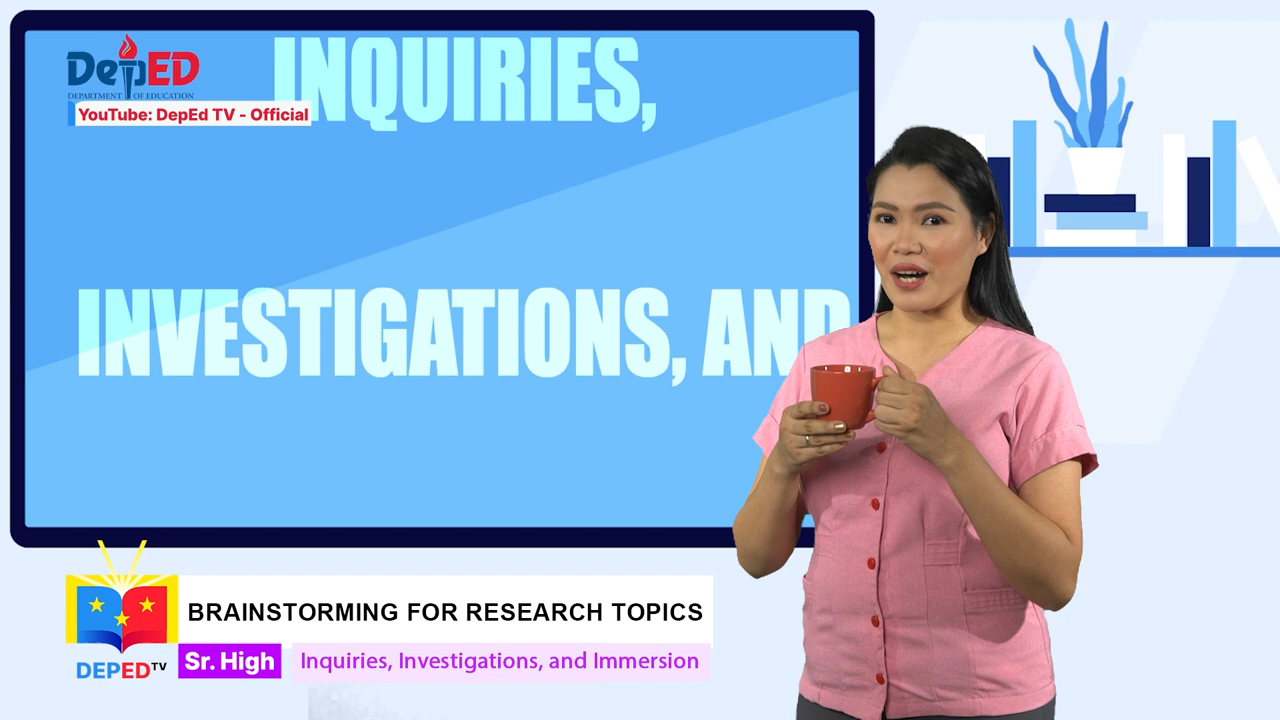 DepED
DEPARTMENT OF EDUCATION
YouTube: DepEd TV - Official
INQUIRIES,
INVESTIGATIONS, AND
BRAINSTORMING FOR RESEARCH TOPICS
DEPED TV
Sr. High
Inquiries, Investigations, and Immersion